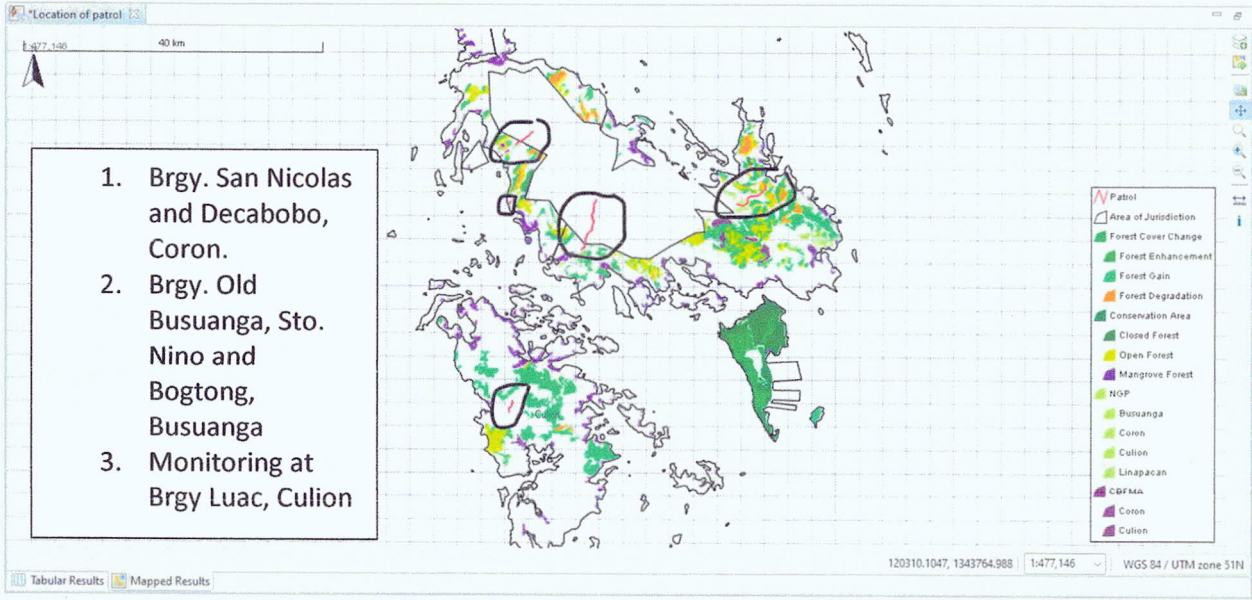 *Location of patrol
1:477,146
40 km
1. Brgy. San Nicolas
and Decabobo,
Coron.
2. Brgy. Old
Busuanga, Sto.
Nino and
Bogtong,
Busuanga
3. Monitoring at
Brgy Luac, Culion
Culion
Patrol
Area of Jurisdiction
Forest Cover Change
Forest Enhancement
Forest Gain
Forest Degradation
Conservation Area
Closed Forest
Open Forest
Mangrove Forest
NGP
Busuanga
Coron
Culion
Linapacan
CBFMA
Coron
Culion
120310.1047, 1343764.988
1:477,146
WGS 84 / UTM zone 51N
Tabular Results
Mapped Results